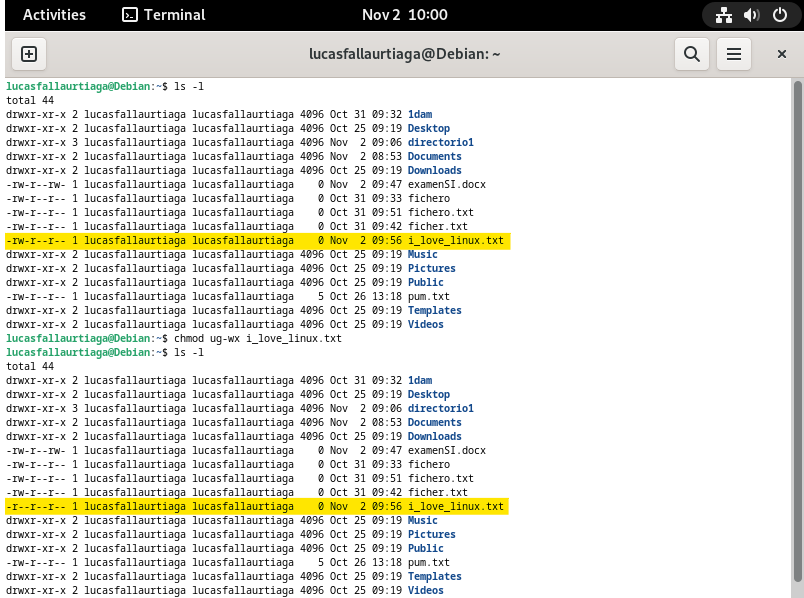 Activities Terminal Nov 2 10:00
lucasfallaurtiaga@Debian: ~
lucasfallaurtiaga@Debian:~$ ls -l
total 44
drwxr-xr-x 2 lucasfallaurtiaga lucasfallaurtiaga 4096 Oct 31 09:32 1dam
drwxr-xr-x 2 lucasfallaurtiaga lucasfallaurtiaga 4096 Oct 25 09:19 Desktop
drwxr-xr-x 3 lucasfallaurtiaga lucasfallaurtiaga 4096 Nov  2 09:06 directorio1
drwxr-xr-x 2 lucasfallaurtiaga lucasfallaurtiaga 4096 Nov  2 08:53 Documents
drwxr-xr-x 2 lucasfallaurtiaga lucasfallaurtiaga 4096 Oct 25 09:19 Downloads
-rw-r--rw- 1 lucasfallaurtiaga lucasfallaurtiaga    0 Nov  2 09:47 examenSI.docx
-rw-r--r-- 1 lucasfallaurtiaga lucasfallaurtiaga    0 Oct 31 09:33 fichero
-rw-r--r-- 1 lucasfallaurtiaga lucasfallaurtiaga    0 Oct 31 09:51 fichero.txt
-rw-r--r-- 1 lucasfallaurtiaga lucasfallaurtiaga    0 Oct 31 09:42 ficher.txt
-rw-r--r-- 1 lucasfallaurtiaga lucasfallaurtiaga    0 Nov  2 09:56 i_love_linux.txt
drwxr-xr-x 2 lucasfallaurtiaga lucasfallaurtiaga 4096 Oct 25 09:19 Music
drwxr-xr-x 2 lucasfallaurtiaga lucasfallaurtiaga 4096 Oct 25 09:19 Pictures
drwxr-xr-x 2 lucasfallaurtiaga lucasfallaurtiaga 4096 Oct 25 09:19 Public
-rw-r--r-- 1 lucasfallaurtiaga lucasfallaurtiaga    5 Oct 26 13:18 pum.txt
drwxr-xr-x 2 lucasfallaurtiaga lucasfallaurtiaga 4096 Oct 25 09:19 Templates
drwxr-xr-x 2 lucasfallaurtiaga lucasfallaurtiaga 4096 Oct 25 09:19 Videos
lucasfallaurtiaga@Debian:~$ chmod ug-wx i_love_linux.txt
lucasfallaurtiaga@Debian:~$ ls -l
total 44
drwxr-xr-x 2 lucasfallaurtiaga lucasfallaurtiaga 4096 Oct 31 09:32 1dam
drwxr-xr-x 2 lucasfallaurtiaga lucasfallaurtiaga 4096 Oct 25 09:19 Desktop
drwxr-xr-x 3 lucasfallaurtiaga lucasfallaurtiaga 4096 Nov  2 09:06 directorio1
drwxr-xr-x 2 lucasfallaurtiaga lucasfallaurtiaga 4096 Nov  2 08:53 Documents
drwxr-xr-x 2 lucasfallaurtiaga lucasfallaurtiaga 4096 Oct 25 09:19 Downloads
-rw-r--rw- 1 lucasfallaurtiaga lucasfallaurtiaga    0 Nov  2 09:47 examenSI.docx
-rw-r--r-- 1 lucasfallaurtiaga lucasfallaurtiaga    0 Oct 31 09:33 fichero
-rw-r--r-- 1 lucasfallaurtiaga lucasfallaurtiaga    0 Oct 31 09:51 fichero.txt
-rw-r--r-- 1 lucasfallaurtiaga lucasfallaurtiaga    0 Oct 31 09:42 ficher.txt
-r--r--r-- 1 lucasfallaurtiaga lucasfallaurtiaga    0 Nov  2 09:56 i_love_linux.txt
drwxr-xr-x 2 lucasfallaurtiaga lucasfallaurtiaga 4096 Oct 25 09:19 Music
drwxr-xr-x 2 lucasfallaurtiaga lucasfallaurtiaga 4096 Oct 25 09:19 Pictures
drwxr-xr-x 2 lucasfallaurtiaga lucasfallaurtiaga 4096 Oct 25 09:19 Public
-rw-r--r-- 1 lucasfallaurtiaga lucasfallaurtiaga    5 Oct 26 13:18 pum.txt
drwxr-xr-x 2 lucasfallaurtiaga lucasfallaurtiaga 4096 Oct 25 09:19 Templates
drwxr-xr-x 2 lucasfallaurtiaga lucasfallaurtiaga 4096 Oct 25 09:19 Videos